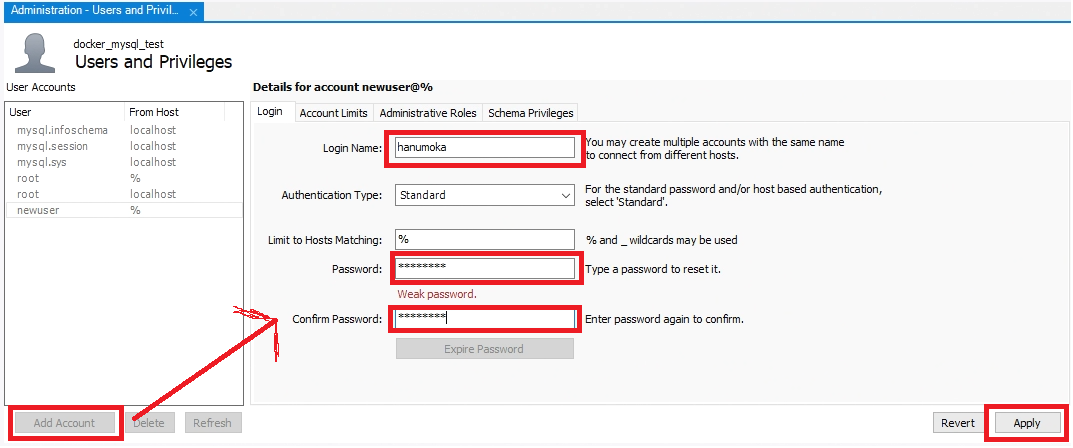 Administration - Users and Privil...
docker_mysql_test
Users and Privileges
User Accounts
User From Host
mysql.infoschema localhost
mysql.session localhost
mysql.sys localhost
root %
root localhost
newuser %
Add Account Delete Refresh
Details for account newuser@%
Login Account Limits Administrative Roles Schema Privileges
Login Name: hanumoka You may create multiple accounts with the same name
to connect from different hosts.
Authentication Type: Standard For the standard password and/or host based authentication,
select 'Standard'.
Limit to Hosts Matching: % % and _ wildcards may be used
Password: ******** Type a password to reset it.
Weak password.
Confirm Password: ******** Enter password again to confirm.
Expire Password
Revert Apply